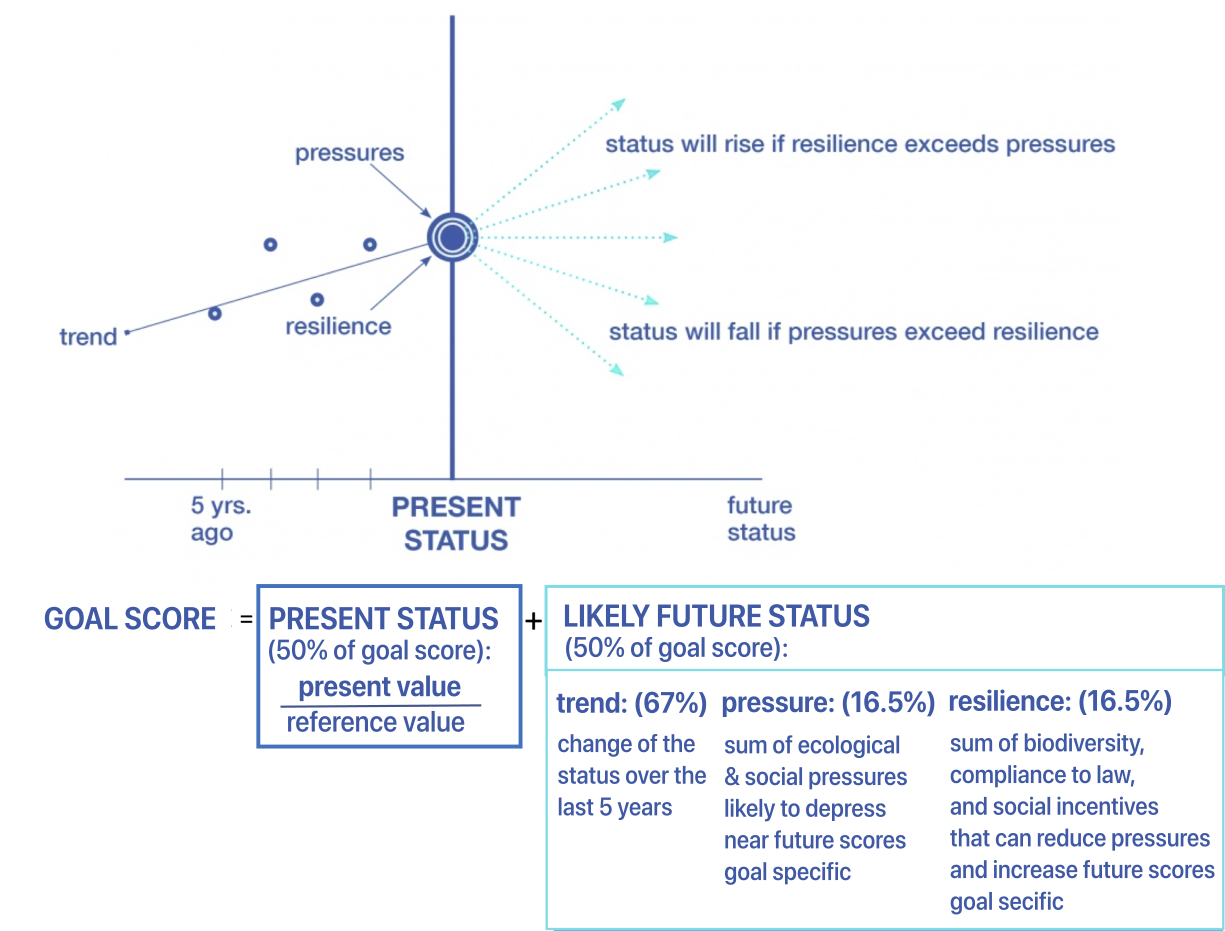 pressures
status will rise if resilience exceeds pressures
trend
resilience
status will fall if pressures exceed resilience
5 yrs.
ago
PRESENT
STATUS
future
status
GOAL SCORE = PRESENT STATUS + LIKELY FUTURE STATUS
(50% of goal score):
present value
reference value
(50% of goal score):
trend: (67%)
change of the
status over the
last 5 years
pressure: (16.5%)
sum of ecological
& social pressures
likely to depress
near future scores
goal specific
resilience: (16.5%)
sum of biodiversity,
compliance to law,
and social incentives
that can reduce pressures
and increase future scores
goal secific